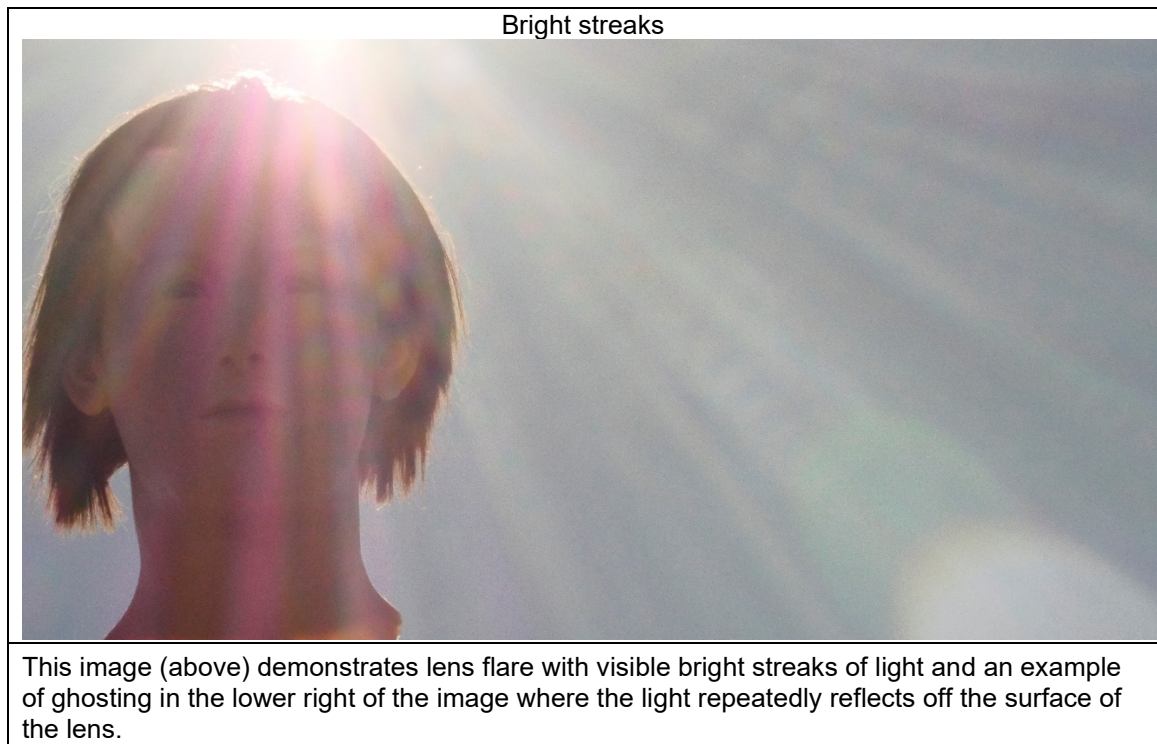 Bright streaks
This image (above) demonstrates lens flare with visible bright streaks of light and an example
of ghosting in the lower right of the image where the light repeatedly reflects off the surface of
the lens.